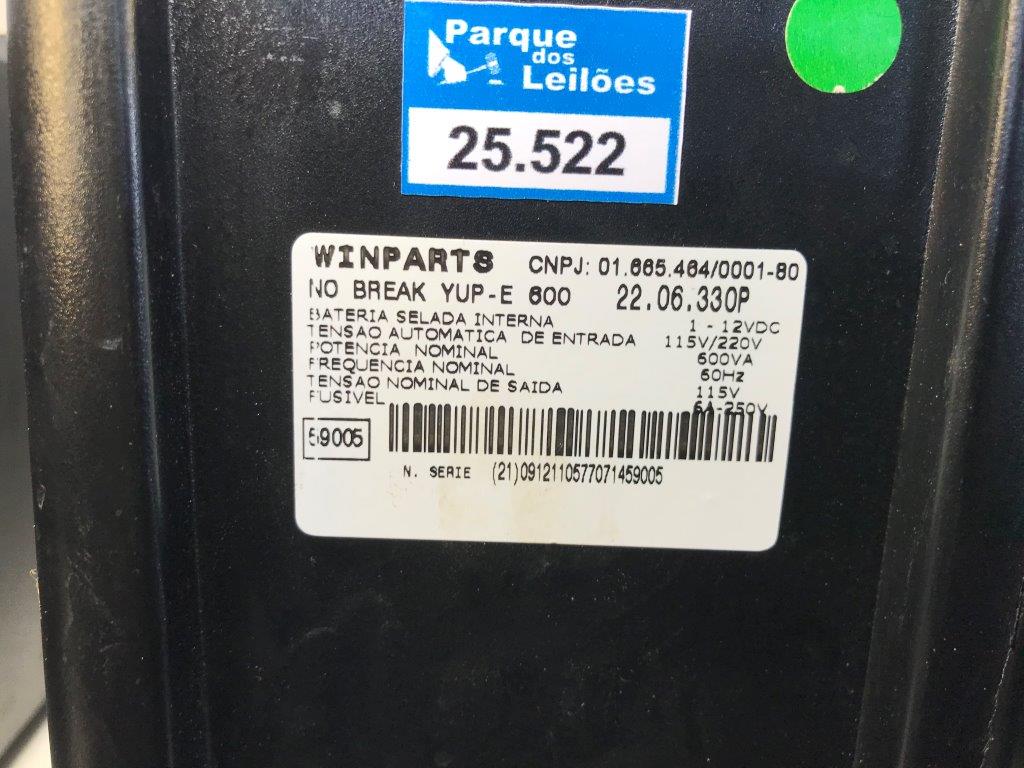 Parque
dos
Leilões
25.522
WINPARTS CNPJ: 01.665.464/0001-80
NO BREAK YUP-E 600 22.06.330P
BATERIA SELADA INTERNA 1 - 12VDC
TENSAO AUTOMATICA DE ENTRADA 115V/220V
POTENCIA NOMINAL 600VA
FREQUENCIA NOMINAL 60Hz
TENSAO NOMINAL DE SAIDA 115V
FUSIVEL 6A-250V
59005
N. SERIE (21)0912110577071459005